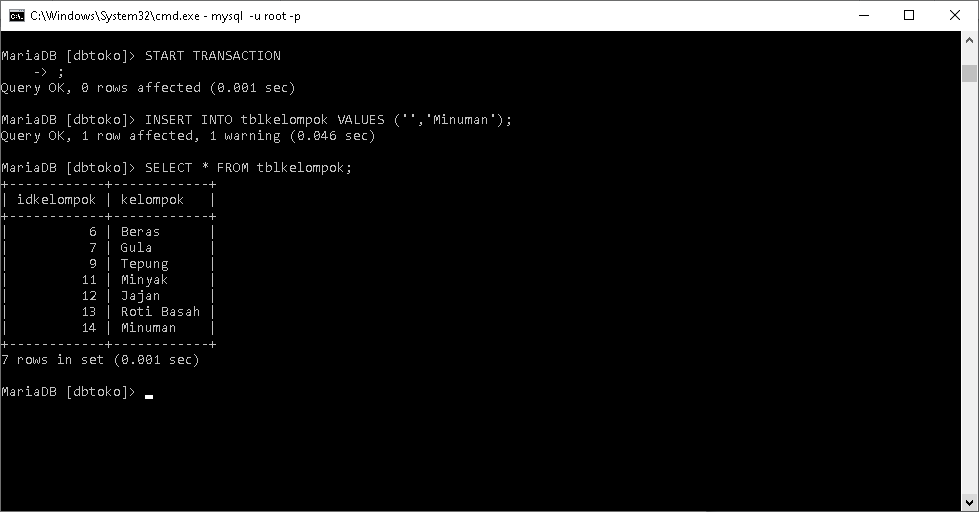 C:\Windows\System32\cmd.exe - mysql  -u root -p
MariaDB [dbtoko]> START TRANSACTION
    -> ;
Query OK, 0 rows affected (0.001 sec)
MariaDB [dbtoko]> INSERT INTO tblkelompok VALUES ('','Minuman');
Query OK, 1 row affected, 1 warning (0.046 sec)
MariaDB [dbtoko]> SELECT * FROM tblkelompok;
+------------+------------+
| idkelompok | kelompok   |
+------------+------------+
|          6 | Beras      |
|          7 | Gula       |
|          9 | Tepung     |
|         11 | Minyak     |
|         12 | Jajan      |
|         13 | Roti Basah |
|         14 | Minuman    |
+------------+------------+
7 rows in set (0.001 sec)
MariaDB [dbtoko]>